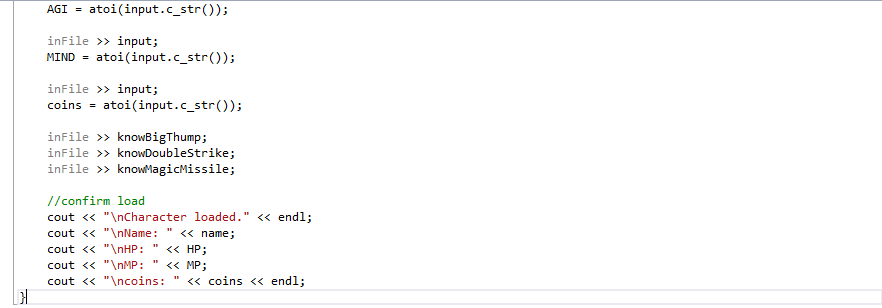 AGI = atoi(input.c_str());
inFile >> input;
MIND = atoi(input.c_str());
inFile >> input;
coins = atoi(input.c_str());
inFile >> knowBigThump;
inFile >> knowDoubleStrike;
inFile >> knowMagicMissile;
//confirm load
cout << "\nCharacter loaded." << endl;
cout << "\nName: " << name;
cout << "\nHP: " << HP;
cout << "\nMP: " << MP;
cout << "\ncoins: " << coins << endl;
}